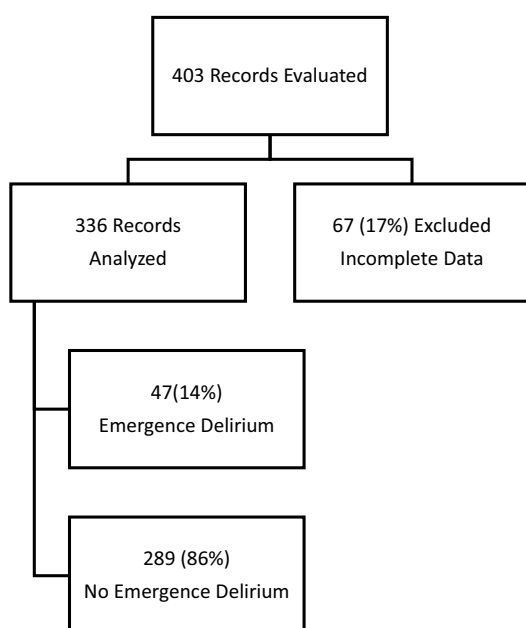 403 Records Evaluated
336 Records
Analyzed
67 (17%) Excluded
Incomplete Data
47(14%)
Emergence Delirium
289 (86%)
No Emergence Delirium